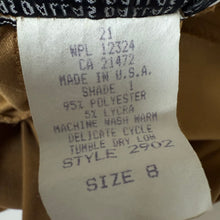 21
WPL 12324
CA 21472
MADE IN U.S.A.
SHADE 1
95% POLYESTER
5% LYCRA
MACHINE WASH WARM
DELICATE CYCLE
TUMBLE DRY LOW
STYLE 2902
SIZE 8